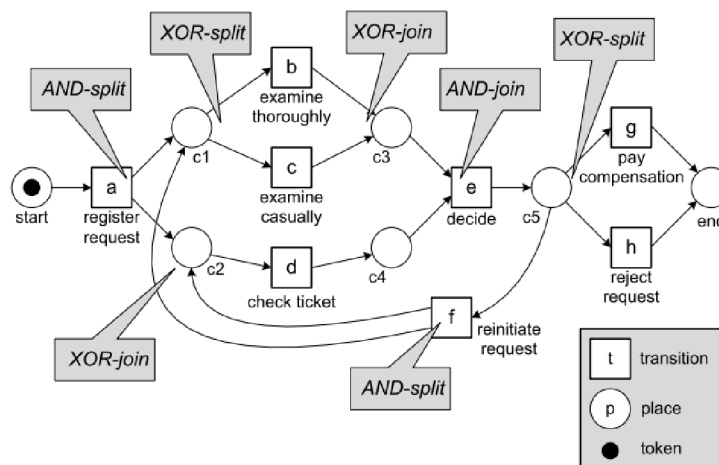 XOR-split
XOR-join
XOR-split
AND-split
AND-join
b
examine
thoroughly
g
pay
compensation
c1
c3
c
examine
casually
a
e
start
register
request
decide
c5
end
h
reject
request
c2
d
check ticket
c4
f
reinitiate
request
XOR-join
AND-split
t
transition
p
place
token